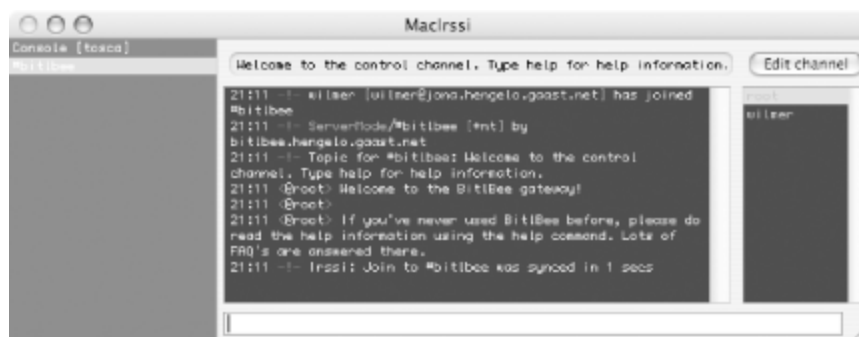 MacIrssi
Console [tosca]
#bitlbee
Welcome to the control channel. Type help for help information.
Edit channel
21:11 -!- wilmer [wilmer@jona.hengelo.gaast.net] has joined
#bitlbee
21:11 -!- ServerMode/#bitlbee [+nt] by
bitlbee.hengelo.gaast.net
21:11 -!- Topic for #bitlbee: Welcome to the control
channel. Type help for help information.
21:11 <@root> Welcome to the BitlBee gateway!
21:11 <@root>
21:11 <@root> If you've never used BitlBee before, please do
read the help information using the help command. Lots of
FAQ's are answered there.
21:11 -!- Irssi: Join to #bitlbee was synced in 1 secs
root
wilmer